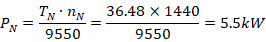 P_N = T_N · n_N / 9550 = 36.48 × 1440 / 9550 = 5.5kW